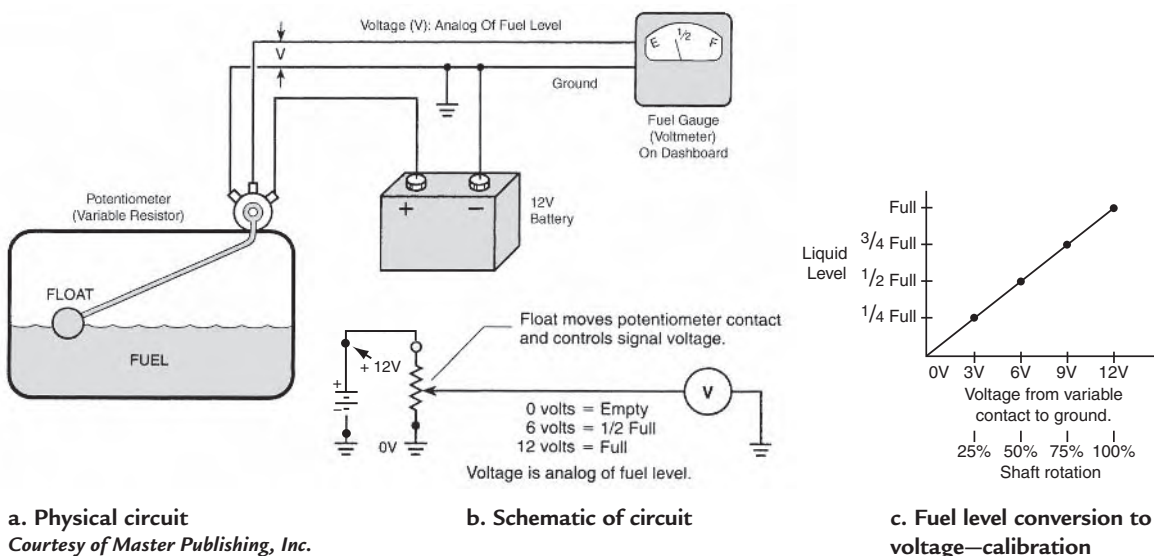 Voltage (V): Analog Of Fuel Level
V
E 1/2 F
Ground
Fuel Gauge
(Voltmeter)
On Dashboard
Potentiometer
(Variable Resistor)
+ −
12V
Battery
FLOAT
FUEL
Float moves potentiometer contact
and controls signal voltage.
+ 12V
+
−
V
0 volts = Empty
6 volts = 1/2 Full
12 volts = Full
0V
Voltage is analog of fuel level.
Liquid
Level
Full
3/4 Full
1/2 Full
1/4 Full
0V 3V 6V 9V 12V
Voltage from variable
contact to ground.
25% 50% 75% 100%
Shaft rotation
a. Physical circuit
Courtesy of Master Publishing, Inc.
b. Schematic of circuit
c. Fuel level conversion to
voltage—calibration